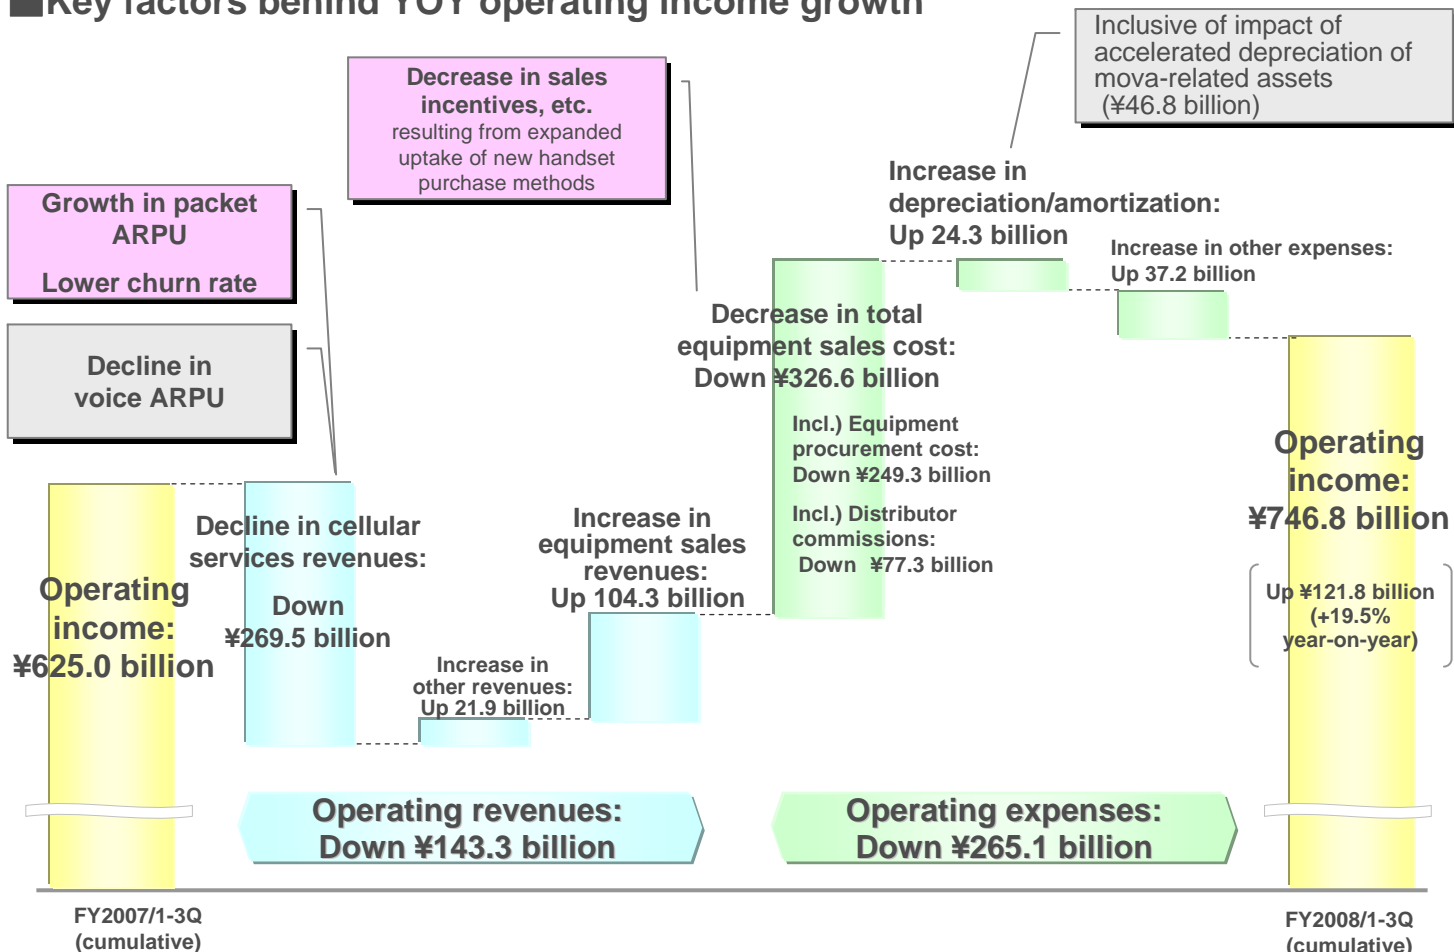 ■Key factors behind YOY operating income growth
Inclusive of impact of
accelerated depreciation of
mova-related assets
(¥46.8 billion)
Decrease in sales
incentives, etc.
resulting from expanded
uptake of new handset
purchase methods
Growth in packet
ARPU
Lower churn rate
Decline in
voice ARPU
Increase in
depreciation/amortization:
Up 24.3 billion
Increase in other expenses:
Up 37.2 billion
Decrease in total
equipment sales cost:
Down ¥326.6 billion
Incl.) Equipment
procurement cost:
Down ¥249.3 billion
Incl.) Distributor
commissions:
Down ¥77.3 billion
Operating
income:
¥625.0 billion
Decline in cellular
services revenues:
Down
¥269.5 billion
Increase in
other revenues:
Up 21.9 billion
Increase in
equipment sales
revenues:
Up 104.3 billion
Operating
income:
¥746.8 billion
Up ¥121.8 billion
(+19.5%
year-on-year)
Operating revenues:
Down ¥143.3 billion
Operating expenses:
Down ¥265.1 billion
FY2007/1-3Q
(cumulative)
FY2008/1-3Q
(cumulative)